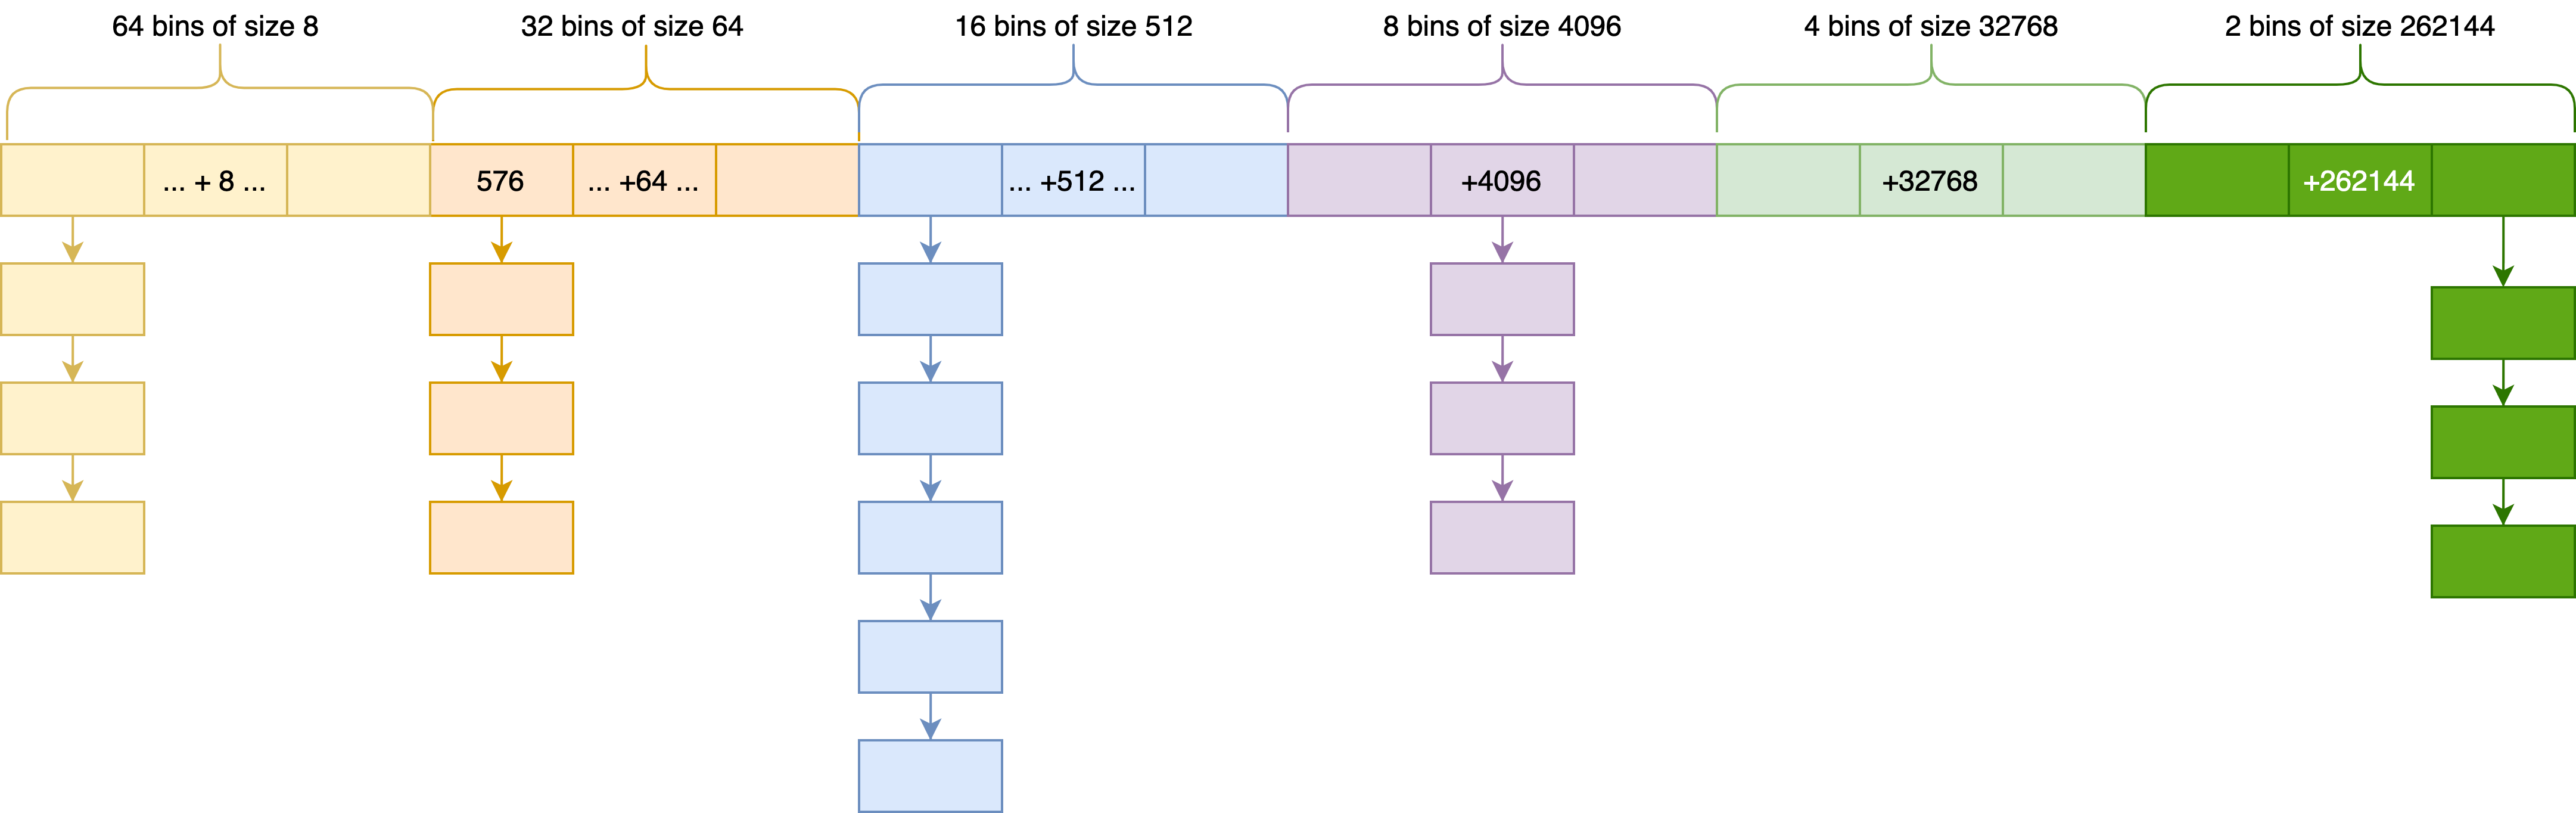 64 bins of size 8
32 bins of size 64
16 bins of size 512
8 bins of size 4096
4 bins of size 32768
2 bins of size 262144
... + 8 ...
576
... +64 ...
... +512 ...
+4096
+32768
+262144